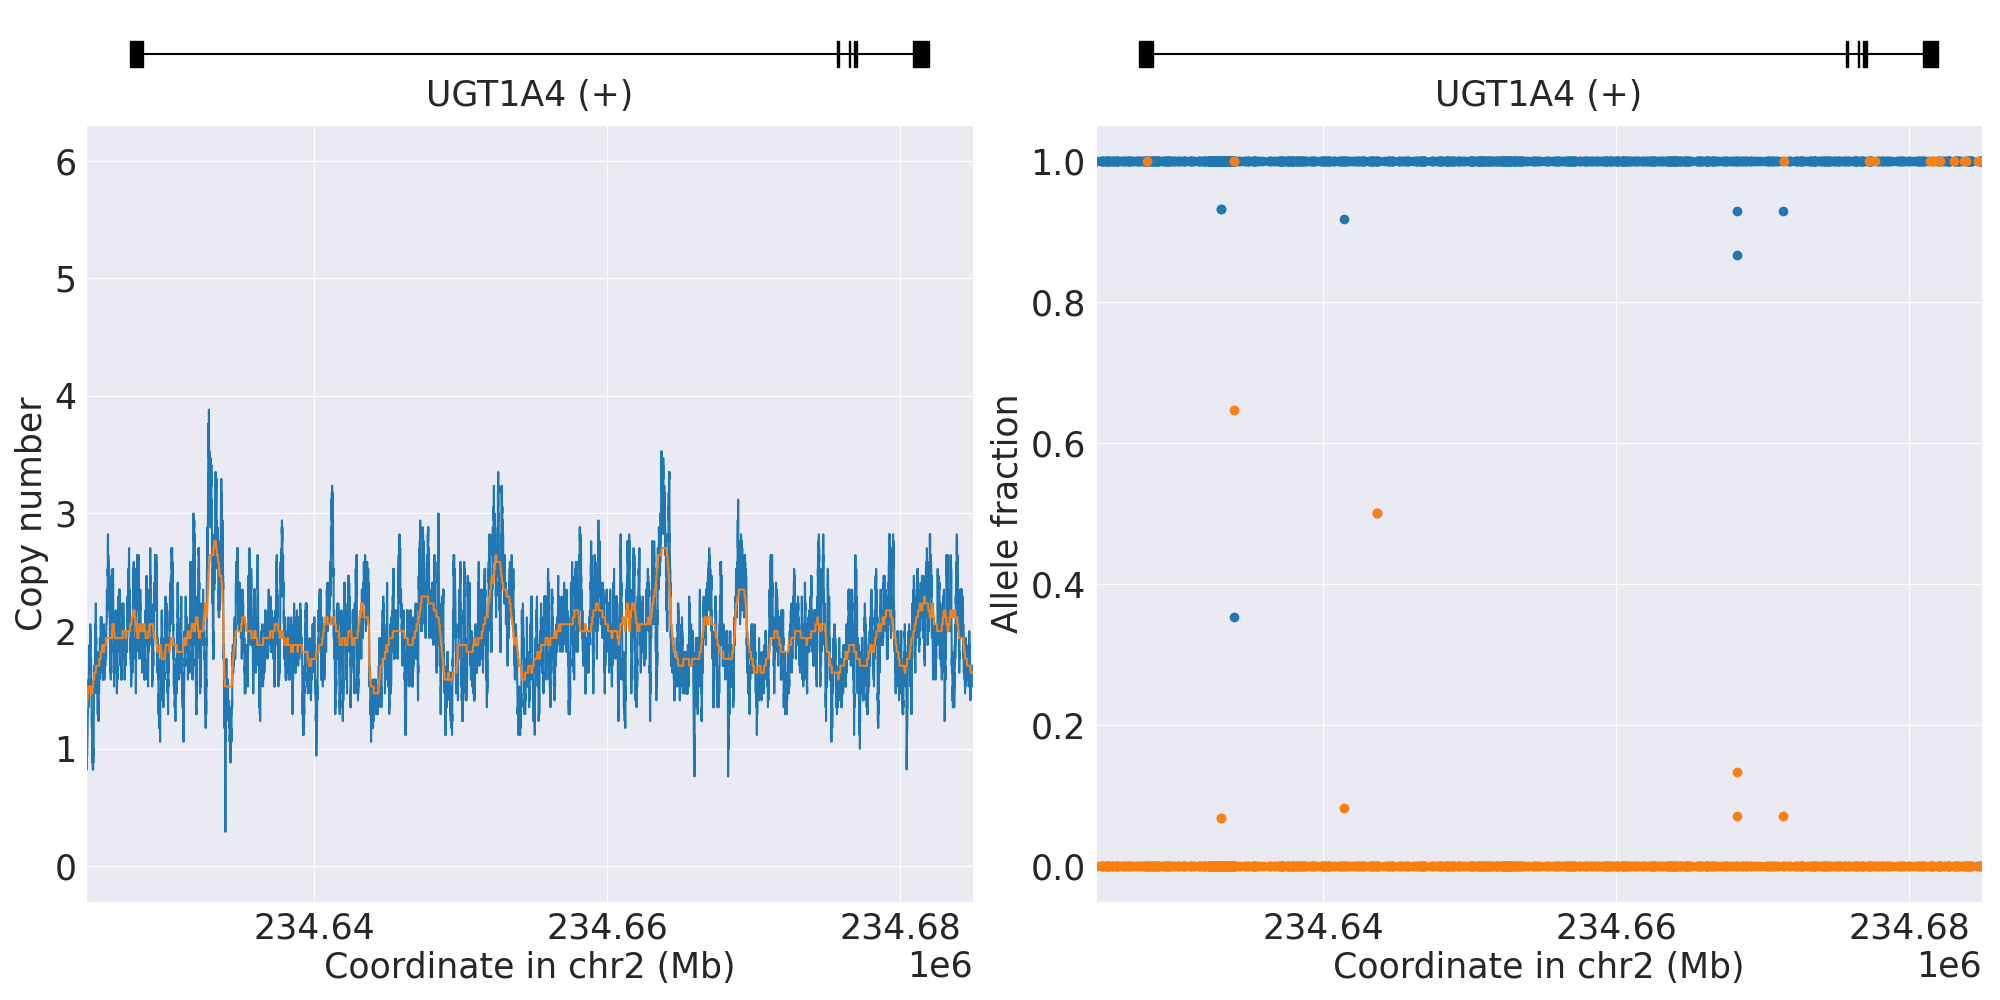 UGT1A4 (+)
Copy number
6
5
4
3
2
1
0
234.64
234.66
234.68
1e6
Coordinate in chr2 (Mb)
UGT1A4 (+)
Allele fraction
1.0
0.8
0.6
0.4
0.2
0.0
234.64
234.66
234.68
1e6
Coordinate in chr2 (Mb)